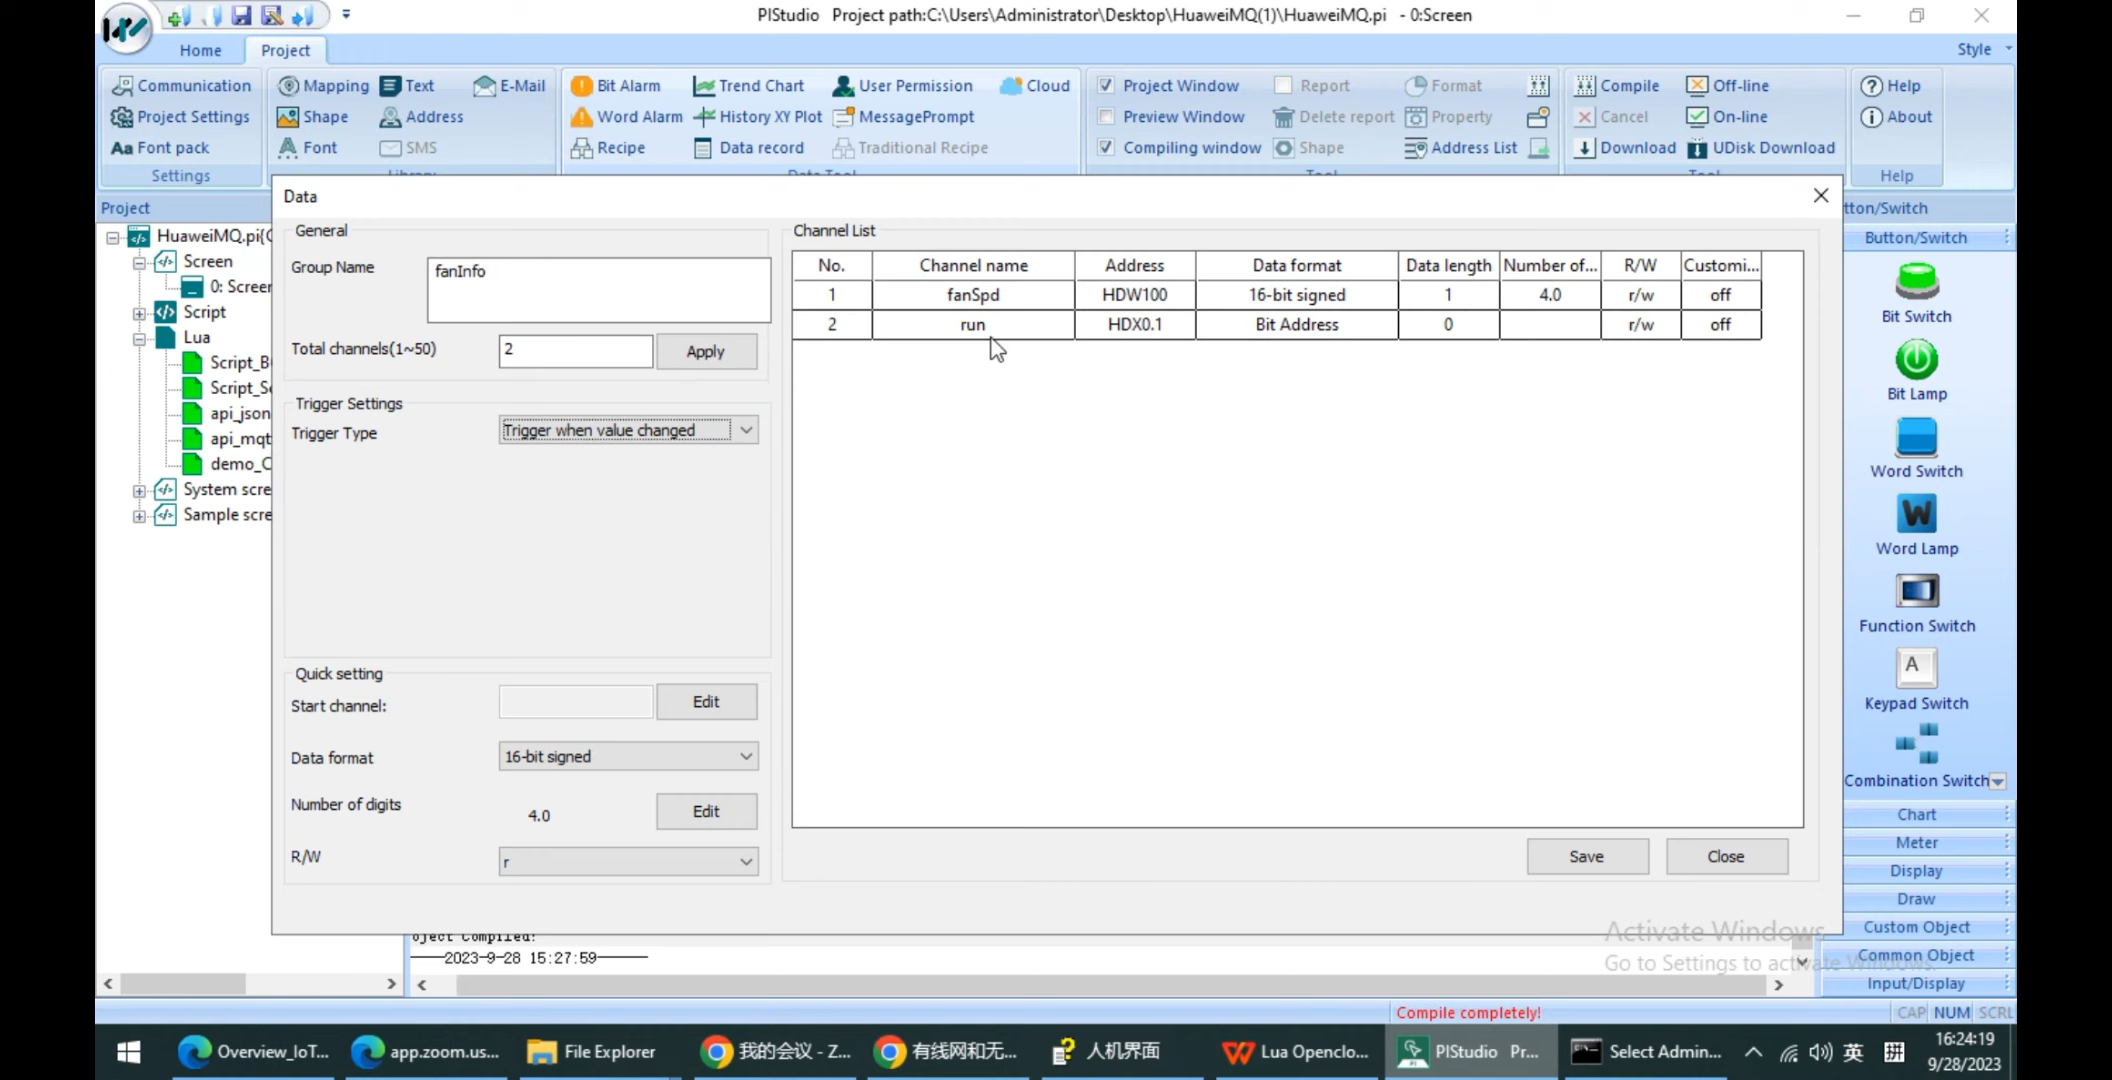 PIStudio Project path:C:\Users\Administrator\Desktop\HuaweiMQ(1)\HuaweiMQ.pi - 0:Screen
Home Project Style
Communication Mapping Text E-Mail Bit Alarm Trend Chart User Permission Cloud Project Window Report Format Compile Off-line Help
Project Settings Shape Address Word Alarm History XY Plot MessagePrompt Preview Window Delete report Property Cancel On-line About
Aa Font pack Font SMS Recipe Data record Traditional Recipe Compiling window Shape Address List Download UDisk Download
Settings Library Data Tool Tool Tool Help
Project
HuaweiMQ.pi{C
Screen
0: Screen
Script
Lua
Script_B
Script_Se
api_json
api_mqt
demo_C
System scre
Sample scre
Data
General
Group Name
fanInfo
Total channels(1~50)
2
Apply
Trigger Settings
Trigger Type
Trigger when value changed
Quick setting
Start channel:
Edit
Data format
16-bit signed
Number of digits
4.0
Edit
R/W
r
Channel List
No. Channel name Address Data format Data length Number of... R/W Customi...
1 fanSpd HDW100 16-bit signed 1 4.0 r/w off
2 run HDX0.1 Bit Address 0 r/w off
Save Close
tton/Switch
Button/Switch
Bit Switch
Bit Lamp
Word Switch
W
Word Lamp
Function Switch
A
Keypad Switch
Combination Switch
Chart
Meter
Display
Draw
Custom Object
Common Object
Input/Display
Activate Windows
Go to Settings to activate Windows.
oject Compiled:
——2023-9-28 15:27:59——
Compile completely!
CAP NUM SCRL
Overview_IoT... app.zoom.us... File Explorer 我的会议 - Z... 有线网和无... 人机界面 Lua Openclo... PIStudio Pr... Select Admin... 英 拼
16:24:19
9/28/2023